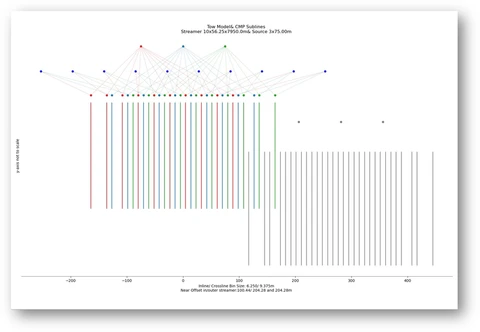 Tow Model& CMP Sublines
Streamer 10x56.25x7950.0m& Source 3x75.00m
y-axis not to scale
−200 −100 0 100 200 300 400
Inline/ Crossline Bin Size: 6.250/ 9.375m
Near Offset in/outer streamer:100.44/ 204.24 and 204.28m